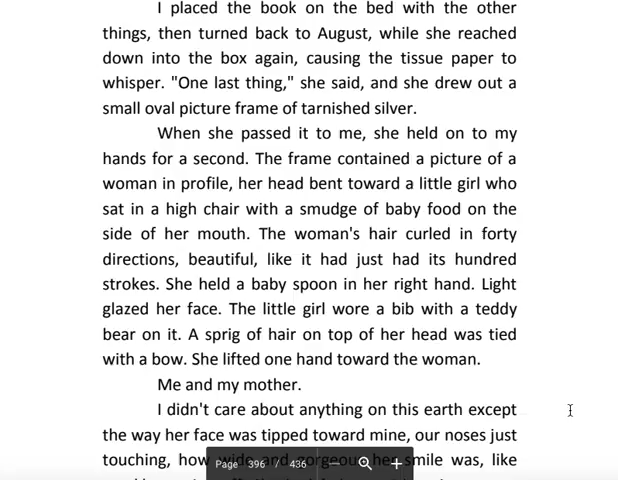 I placed the book on the bed with the other
things, then turned back to August, while she reached
down into the box again, causing the tissue paper to
whisper. "One last thing," she said, and she drew out a
small oval picture frame of tarnished silver.
When she passed it to me, she held on to my
hands for a second. The frame contained a picture of a
woman in profile, her head bent toward a little girl who
sat in a high chair with a smudge of baby food on the
side of her mouth. The woman's hair curled in forty
directions, beautiful, like it had just had its hundred
strokes. She held a baby spoon in her right hand. Light
glazed her face. The little girl wore a bib with a teddy
bear on it. A sprig of hair on top of her head was tied
with a bow. She lifted one hand toward the woman.
Me and my mother.
I didn't care about anything on this earth except
the way her face was tipped toward mine, our noses just
touching, how wide and gorgeous her smile was, like
Page 396 / 436 — +